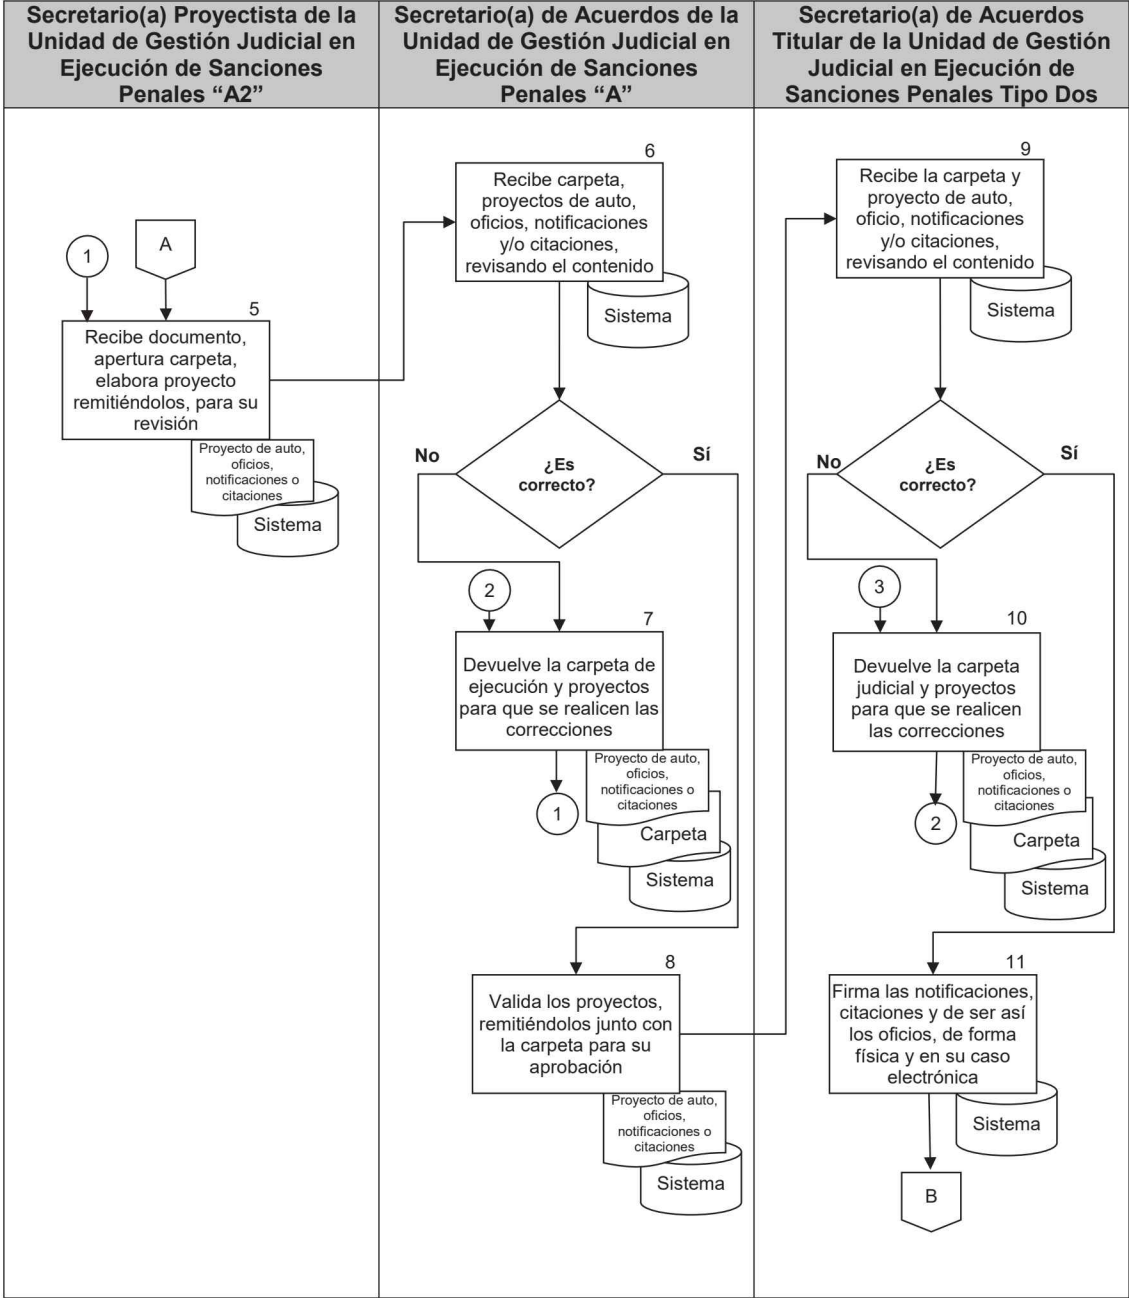 Secretario(a) Proyectista de la
Unidad de Gestión Judicial en
Ejecución de Sanciones
Penales “A2”
Secretario(a) de Acuerdos de la
Unidad de Gestión Judicial en
Ejecución de Sanciones
Penales “A”
Secretario(a) de Acuerdos
Titular de la Unidad de Gestión
Judicial en Ejecución de
Sanciones Penales Tipo Dos
1
A
5
Recibe documento,
apertura carpeta,
elabora proyecto
remitiéndolos, para su
revisión
Proyecto de auto,
oficios,
notificaciones o
citaciones
Sistema
6
Recibe carpeta,
proyectos de auto,
oficios, notificaciones
y/o citaciones,
revisando el contenido
Sistema
¿Es
correcto?
No
Sí
2
7
Devuelve la carpeta de
ejecución y proyectos
para que se realicen las
correcciones
Proyecto de auto,
oficios,
notificaciones o
citaciones
Carpeta
Sistema
1
8
Valida los proyectos,
remitiéndolos junto con
la carpeta para su
aprobación
Proyecto de auto,
oficios,
notificaciones o
citaciones
Sistema
9
Recibe la carpeta y
proyecto de auto,
oficio, notificaciones
y/o citaciones,
revisando el contenido
Sistema
¿Es
correcto?
No
Sí
3
10
Devuelve la carpeta
judicial y proyectos
para que se realicen
las correcciones
Proyecto de auto,
oficios,
notificaciones o
citaciones
Carpeta
Sistema
2
11
Firma las notificaciones,
citaciones y de ser así
los oficios, de forma
física y en su caso
electrónica
Sistema
B